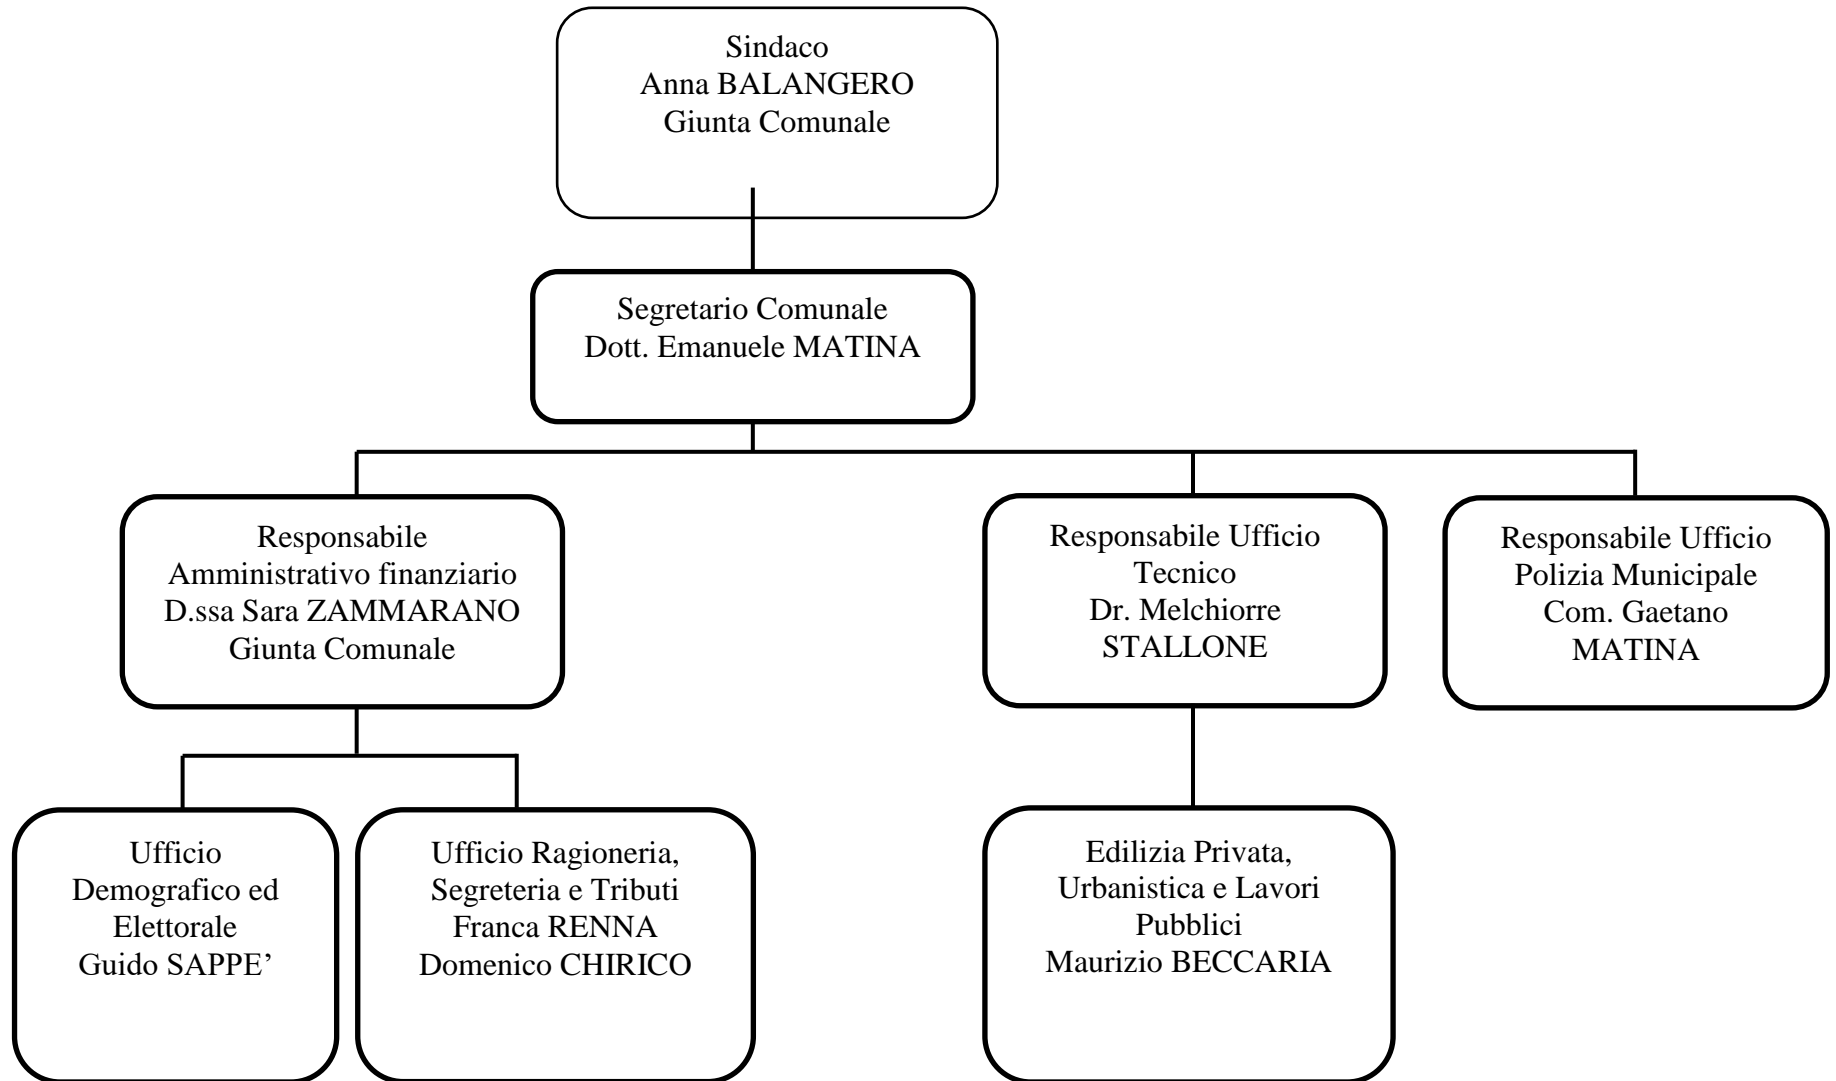 Sindaco
Anna BALANGERO
Giunta Comunale
Segretario Comunale
Dott. Emanuele MATINA
Responsabile
Amministrativo finanziario
D.ssa Sara ZAMMARANO
Giunta Comunale
Responsabile Ufficio
Tecnico
Dr. Melchiorre
STALLONE
Responsabile Ufficio
Polizia Municipale
Com. Gaetano
MATINA
Ufficio
Demografico ed
Elettorale
Guido SAPPE’
Ufficio Ragioneria,
Segreteria e Tributi
Franca RENNA
Domenico CHIRICO
Edilizia Privata,
Urbanistica e Lavori
Pubblici
Maurizio BECCARIA